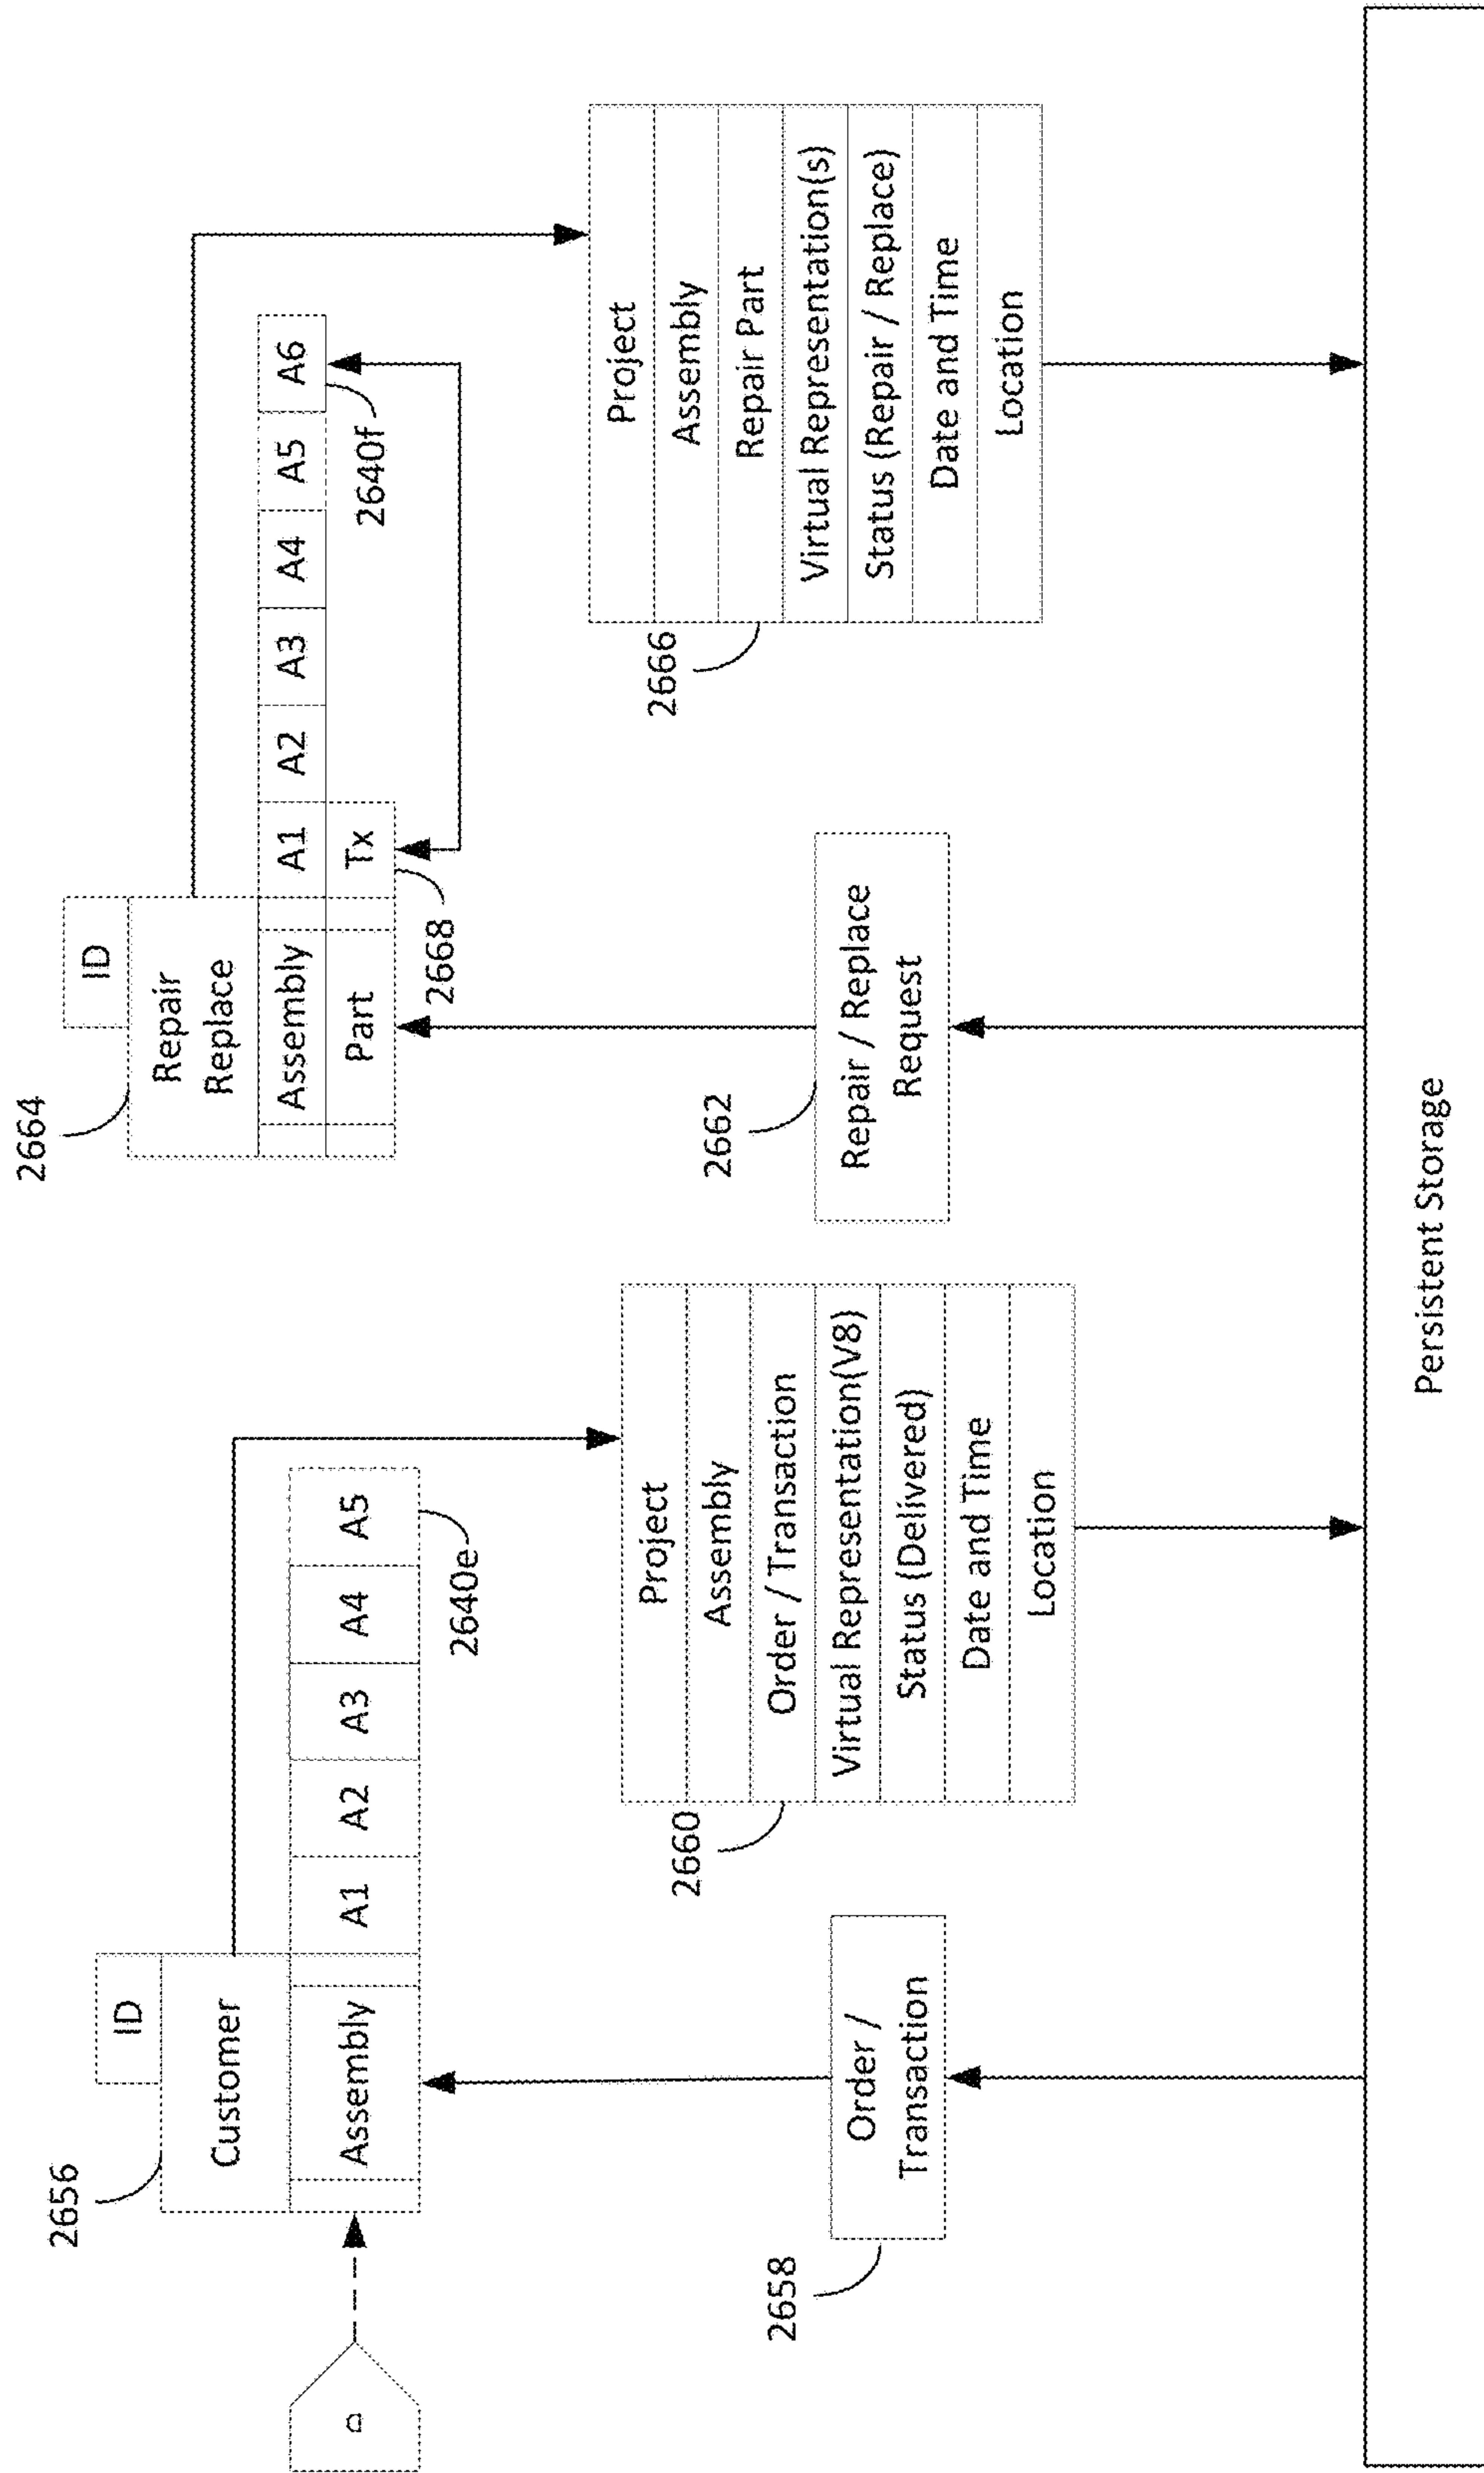 D
2656
ID
Customer
Assembly
A1
A2
A3
A4
A5
2640e
2658
Order /
Transaction
2660
Project
Assembly
Order / Transaction
Virtual Representation(V8)
Status (Delivered)
Date and Time
Location
2664
ID
Repair
Replace
Assembly
A1
A2
A3
A4
A5
A6
Part
Tx
2668
2640f
2662
Repair / Replace
Request
2666
Project
Assembly
Repair Part
Virtual Representation(s)
Status (Repair / Replace)
Date and Time
Location
Persistent Storage